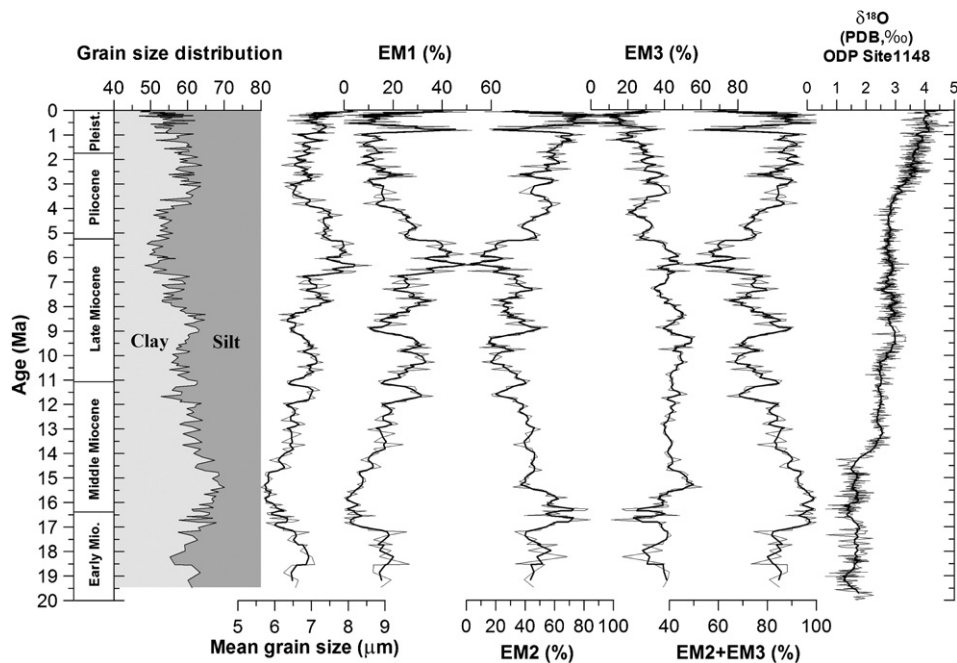 δ¹⁸O
(PDB,‰)
Grain size distribution EM1 (%) EM3 (%) ODP Site1148
40 50 60 70 80 0 20 40 60 0 20 40 60 80 0 1 2 3 4 5
0
1
2
3
4
5
6
7
8
9
10
11
12
13
14
15
16
17
18
19
20
Age (Ma)
Pleist.
Pliocene
Late Miocene
Middle Miocene
Early Mio.
Clay Silt
5 6 7 8 9 0 20 40 60 80 100 40 60 80 100
Mean grain size (μm) EM2 (%) EM2+EM3 (%)